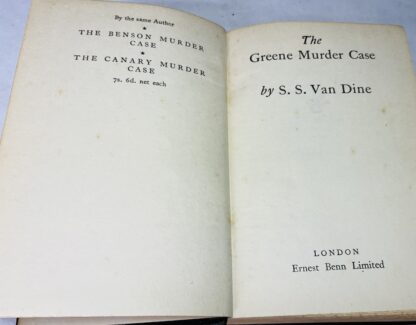 By the same Author
★
THE BENSON MURDER
CASE
★
THE CANARY MURDER
CASE
7s. 6d. net each
The
Greene Murder Case
by S. S. Van Dine
LONDON
Ernest Benn Limited